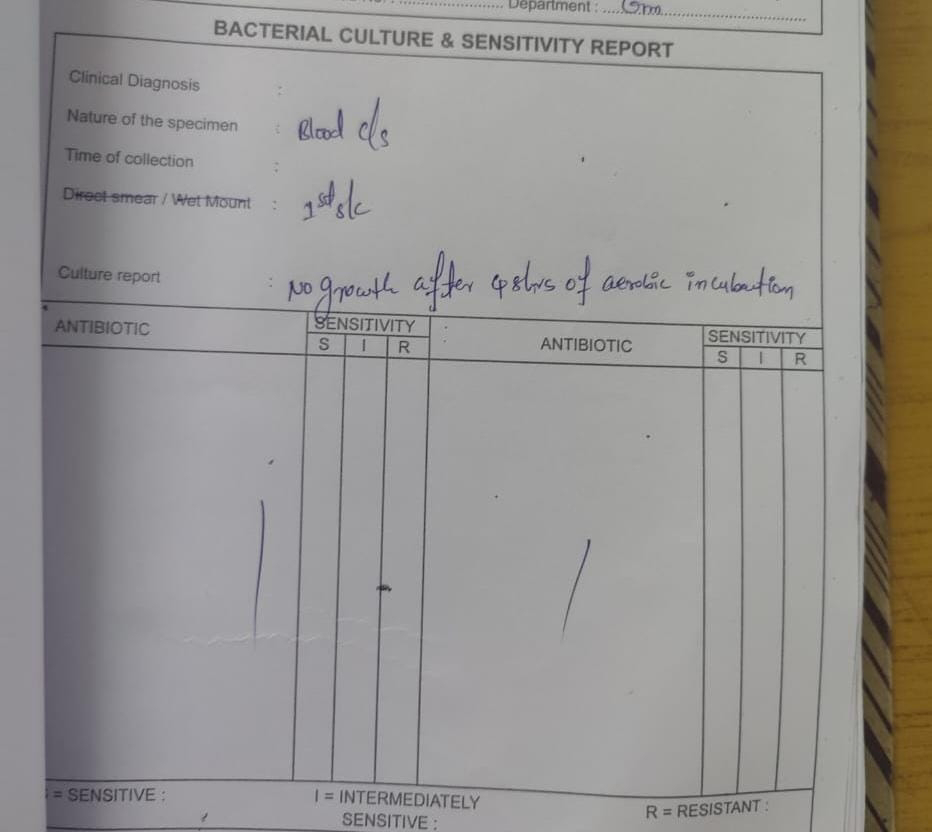 Department : ....Gm....................
BACTERIAL CULTURE & SENSITIVITY REPORT
Clinical Diagnosis :
Nature of the specimen : Blood c/s
Time of collection :
Direct smear / Wet Mount : 1st s/c
Culture report : No growth after 48hrs of aerobic incubation
ANTIBIOTIC SENSITIVITY ANTIBIOTIC SENSITIVITY
S I R S I R
= SENSITIVE : I = INTERMEDIATELY R = RESISTANT :
SENSITIVE :